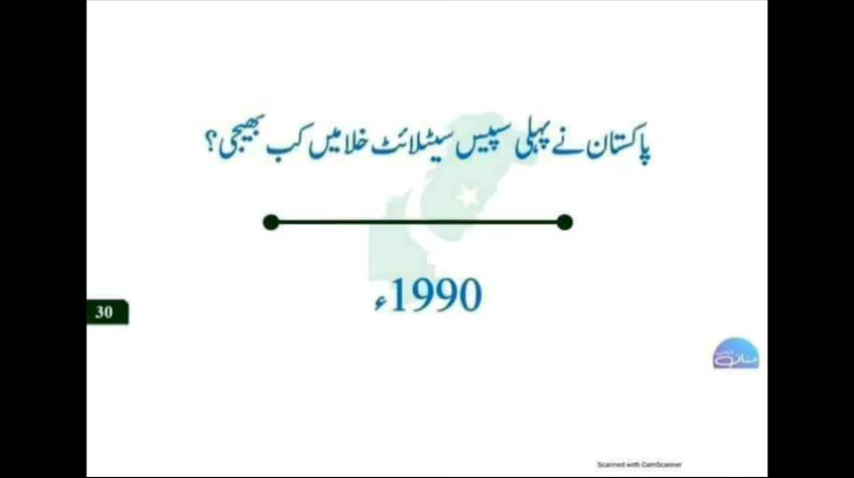 پاکستان نے پہلی سپیس سیٹلائٹ خلا میں کب بھیجی؟
1990ء
30
Scanned with CamScanner